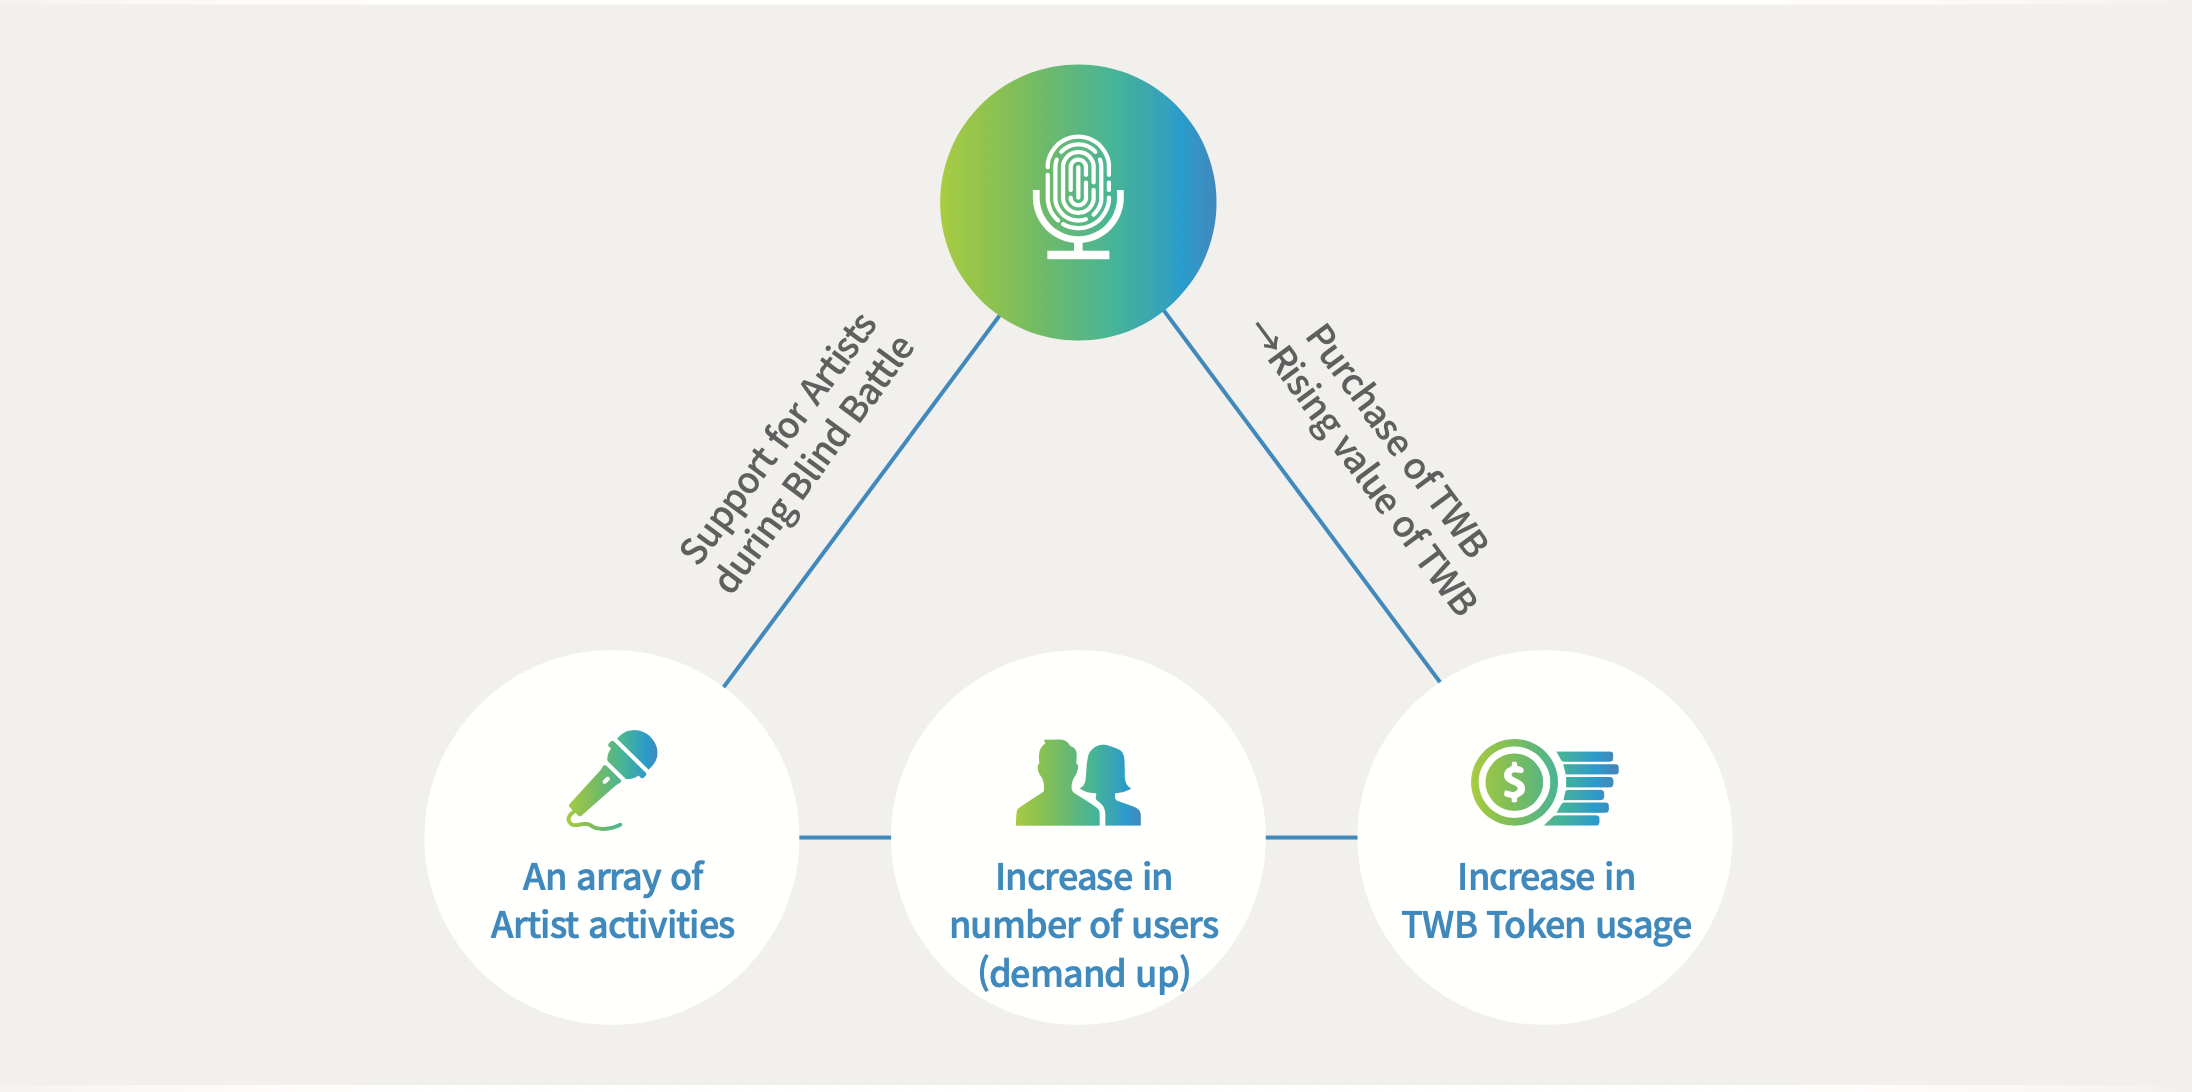 Support for Artists
during Blind Battle
Purchase of TWB
→Rising value of TWB
An array of
Artist activities
Increase in
number of users
(demand up)
$
Increase in
TWB Token usage